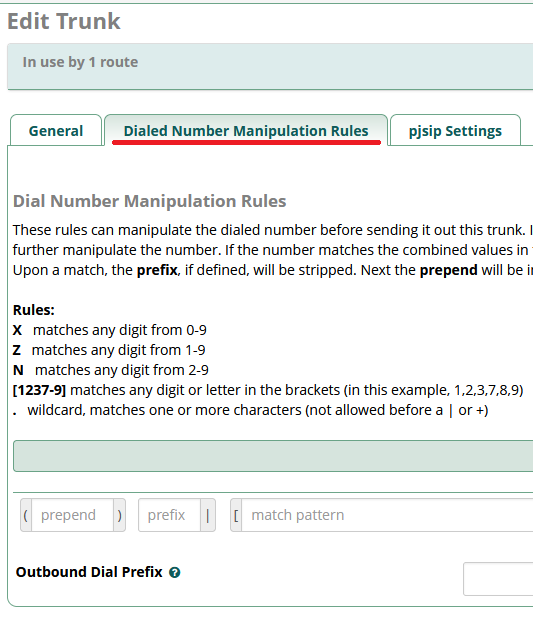 Edit Trunk
In use by 1 route
General Dialed Number Manipulation Rules pjsip Settings
Dial Number Manipulation Rules
These rules can manipulate the dialed number before sending it out this trunk. I
further manipulate the number. If the number matches the combined values in
Upon a match, the prefix, if defined, will be stripped. Next the prepend will be i
Rules:
X matches any digit from 0-9
Z matches any digit from 1-9
N matches any digit from 2-9
[1237-9] matches any digit or letter in the brackets (in this example, 1,2,3,7,8,9)
. wildcard, matches one or more characters (not allowed before a | or +)
( prepend ) prefix | [ match pattern
Outbound Dial Prefix ?